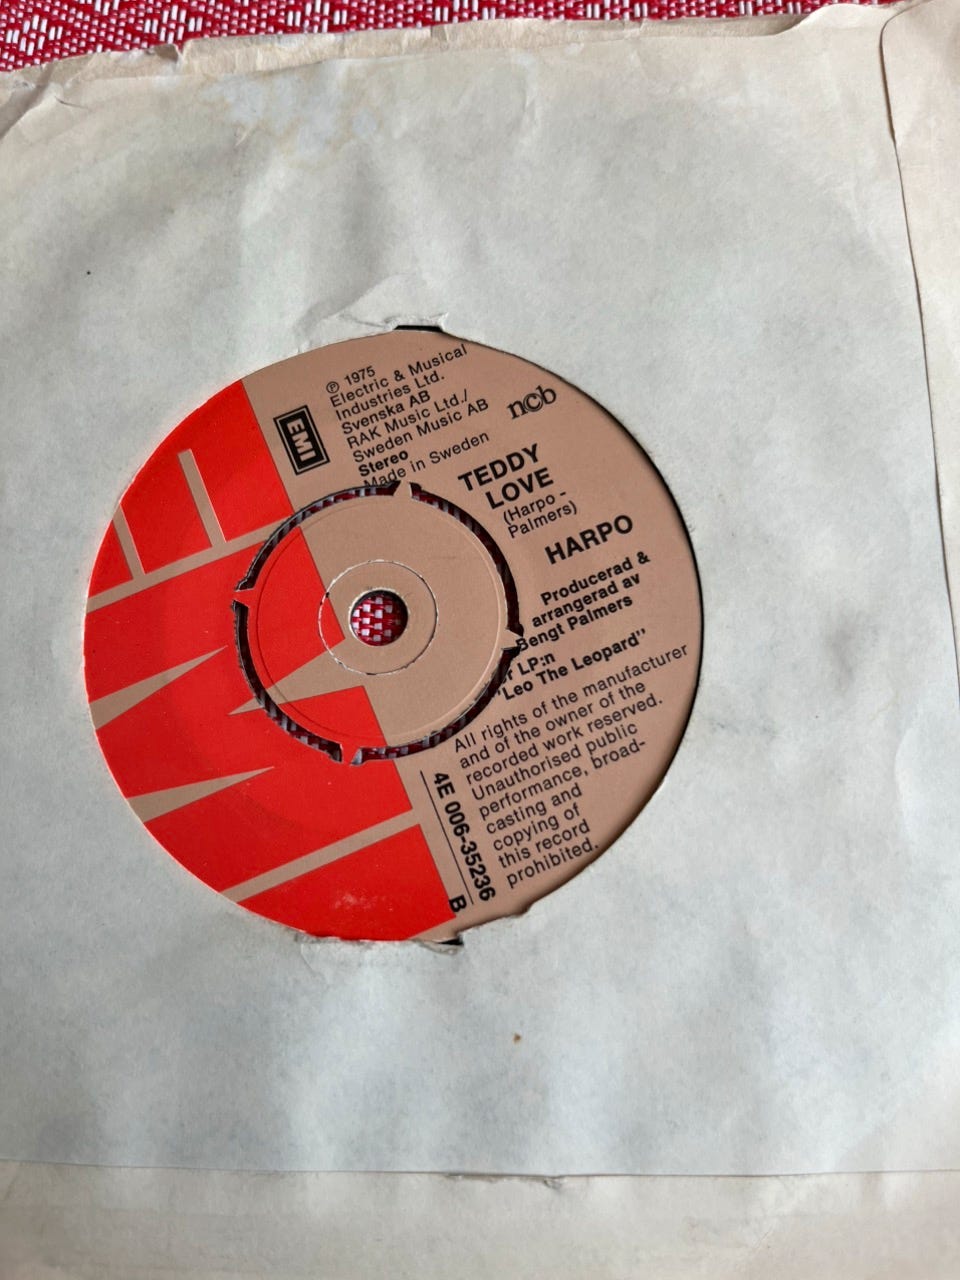 EMI
℗ 1975
Electric & Musical
Industries Ltd.
Svenska AB
RAK Music Ltd./
Sweden Music AB
Stereo
Made in Sweden
ncb
TEDDY
LOVE
(Harpo -
Palmers)
HARPO
Producerad &
arrangerad av
Bengt Palmers
LP:n
"Leo The Leopard"
All rights of the manufacturer
and of the owner of the
recorded work reserved.
Unauthorised public
performance, broad-
casting and
copying of
this record
prohibited.
4E 006-35236
B